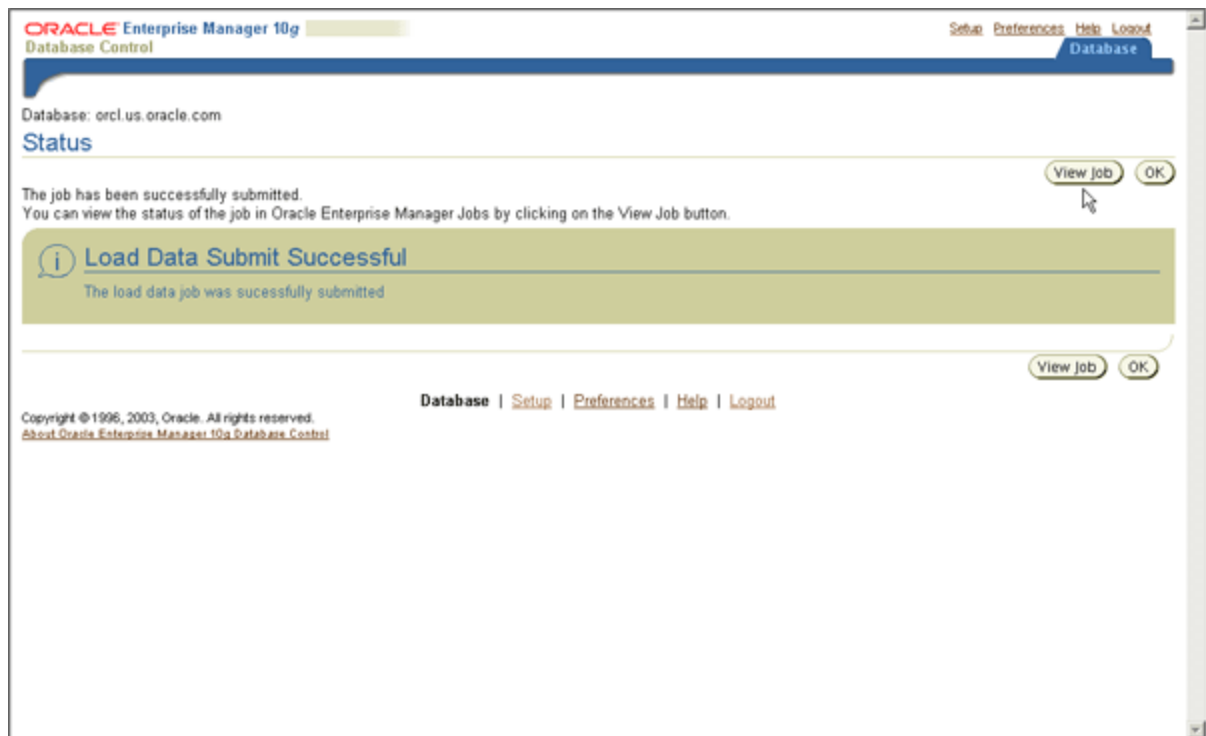 ORACLE Enterprise Manager 10g
Database Control
Setup Preferences Help Logout
Database
Database: orcl.us.oracle.com
Status
View Job OK
The job has been successfully submitted.
You can view the status of the job in Oracle Enterprise Manager Jobs by clicking on the View Job button.
i Load Data Submit Successful
The load data job was sucessfully submitted
View Job OK
Database | Setup | Preferences | Help | Logout
Copyright © 1996, 2003, Oracle. All rights reserved.
About Oracle Enterprise Manager 10g Database Control